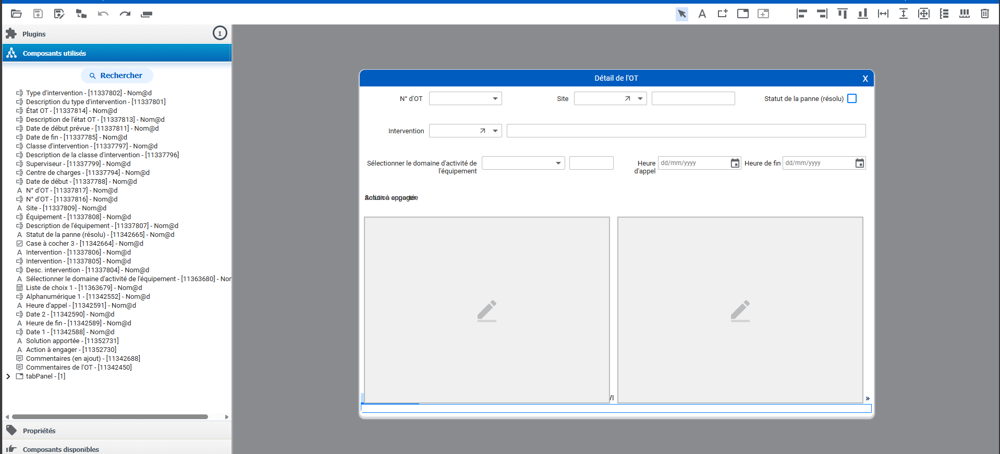 Plugins
1
Composants utilisés
Rechercher
Type d'intervention - [11337802] - Nom@d
Description du type d'intervention - [11337801]
État OT - [11337814] - Nom@d
Description de l'état OT - [11337813] - Nom@d
Date de début prévue - [11337811] - Nom@d
Date de fin - [11337785] - Nom@d
Classe d'intervention - [11337797] - Nom@d
Description de la classe d'intervention - [11337796]
Superviseur - [11337799] - Nom@d
Centre de charges - [11337794] - Nom@d
Date de début - [11337788] - Nom@d
N° d'OT - [11337817] - Nom@d
N° d'OT - [11337816] - Nom@d
Site - [11337809] - Nom@d
Équipement - [11337808] - Nom@d
Description de l'équipement - [11337807] - Nom@d
Statut de la panne (résolu) - [11342665] - Nom@d
Case à cocher 3 - [11342664] - Nom@d
Intervention - [11337806] - Nom@d
Intervention - [11337805] - Nom@d
Desc. intervention - [11337804] - Nom@d
Sélectionner le domaine d'activité de l'équipement - [11363680] - Nor
Liste de choix 1 - [11363679] - Nom@d
Alphanumérique 1 - [11342552] - Nom@d
Heure d'appel - [11342591] - Nom@d
Date 2 - [11342590] - Nom@d
Heure de fin - [11342589] - Nom@d
Date 1 - [11342588] - Nom@d
Solution apportée - [11352731]
Action à engager - [11352730]
Commentaires (en ajout) - [11342688]
Commentaires de l'OT - [11342450]
tabPanel - [1]
Propriétés
Composants disponibles
Détail de l'OT X
N° d'OT Site Statut de la panne (résolu)
Intervention
Sélectionner le domaine d'activité de l'équipement
Heure d'appel dd/mm/yyyy Heure de fin dd/mm/yyyy
»